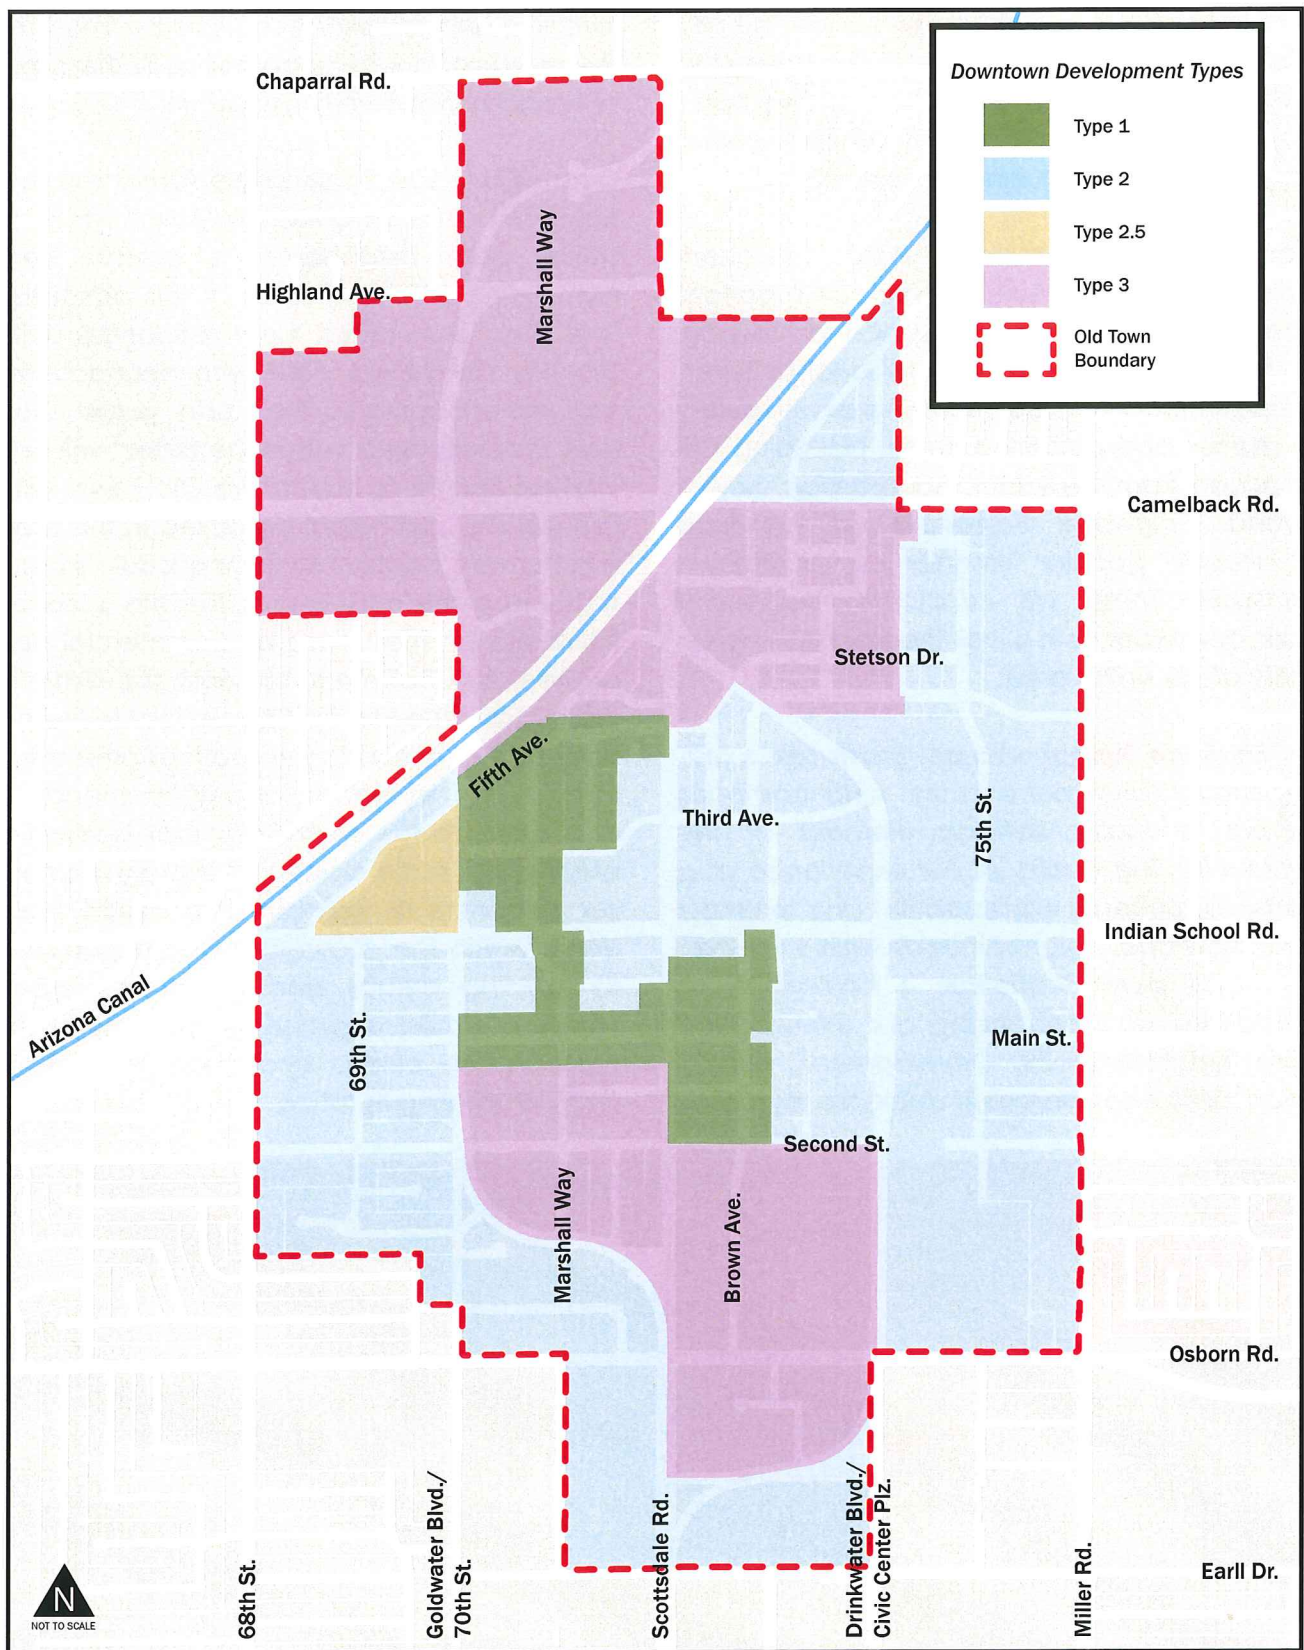 Chaparral Rd.
Downtown Development Types
Type 1
Type 2
Type 2.5
Type 3
Old Town
Boundary
Marshall Way
Highland Ave.
Camelback Rd.
Stetson Dr.
Fifth Ave.
Third Ave.
75th St.
Indian School Rd.
Arizona Canal
69th St.
Main St.
Second St.
Marshall Way
Brown Ave.
Osborn Rd.
68th St.
Goldwater Blvd./
70th St.
Scottsdale Rd.
Drinkwater Blvd./
Civic Center Plz.
Miller Rd.
Earll Dr.
N
NOT TO SCALE